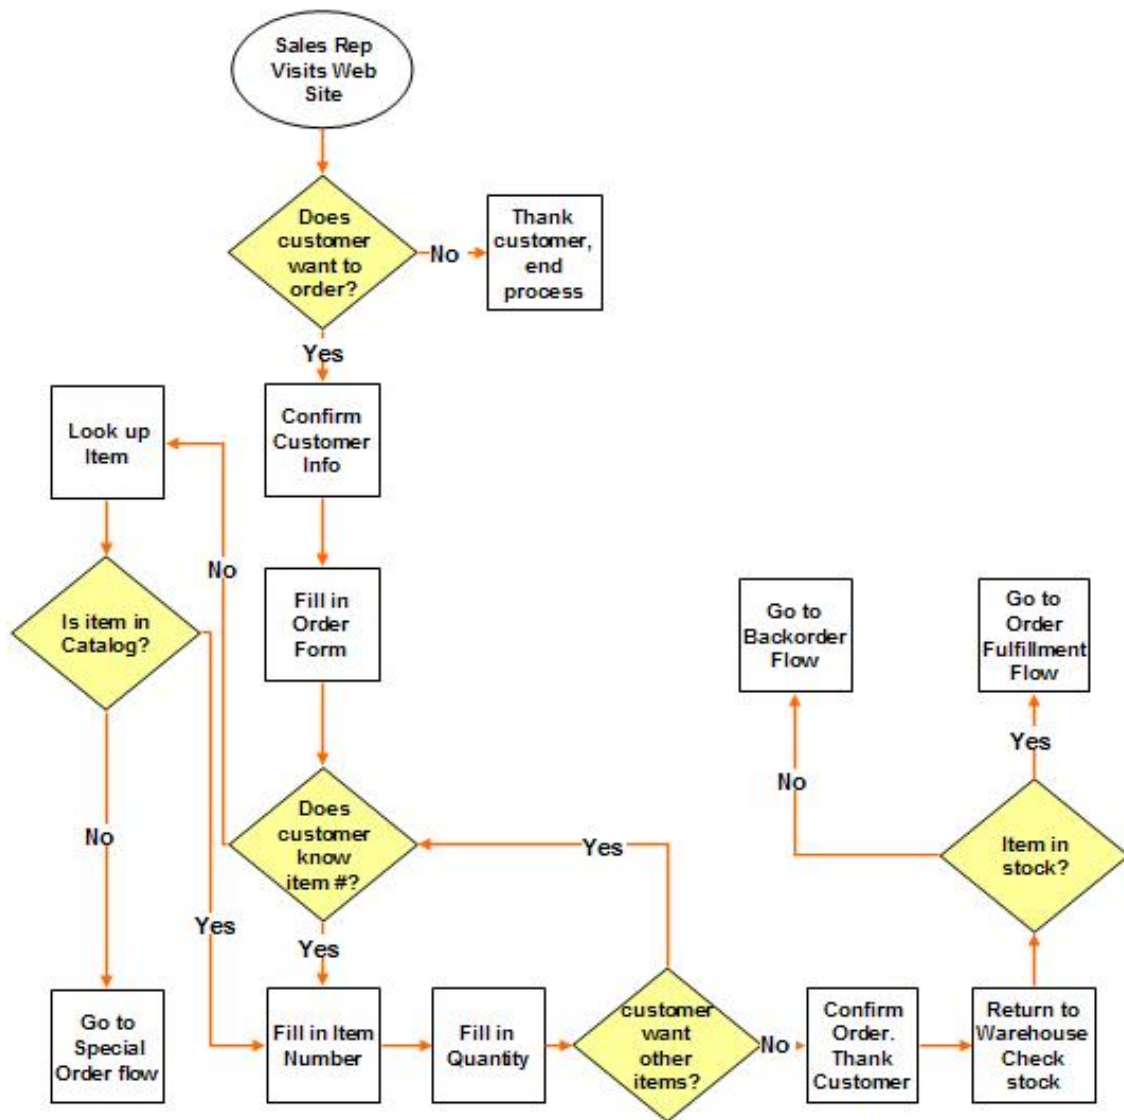 Sales Rep
Visits Web
Site
Does
customer
want to
order?
No
Thank
customer,
end
process
Yes
Look up
Item
Confirm
Customer
Info
No
Is item in
Catalog?
Fill in
Order
Form
Go to
Backorder
Flow
Go to
Order
Fulfillment
Flow
Yes
No
No
Does
customer
know
item #?
Yes
Item in
stock?
Yes
Yes
Go to
Special
Order flow
Fill in Item
Number
Fill in
Quantity
customer
want
other
items?
No
Confirm
Order.
Thank
Customer
Return to
Warehouse
Check
stock